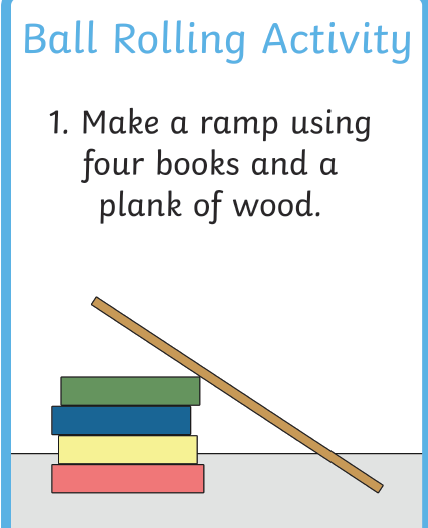 Ball Rolling Activity
1. Make a ramp using
four books and a
plank of wood.